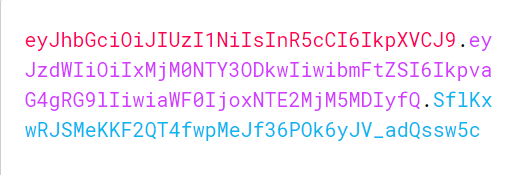 eyJhbGciOiJIUzI1NiIsInR5cCI6IkpXVCJ9.ey
JzdWIiOiIxMjM0NTY3ODkwIiwibmFtZSI6Ikpva
G4gRG9lIiwiaWF0IjoxNTE2MjM5MDIyfQ.SflKx
wRJSMeKKF2QT4fwpMeJf36POk6yJV_adQssw5c